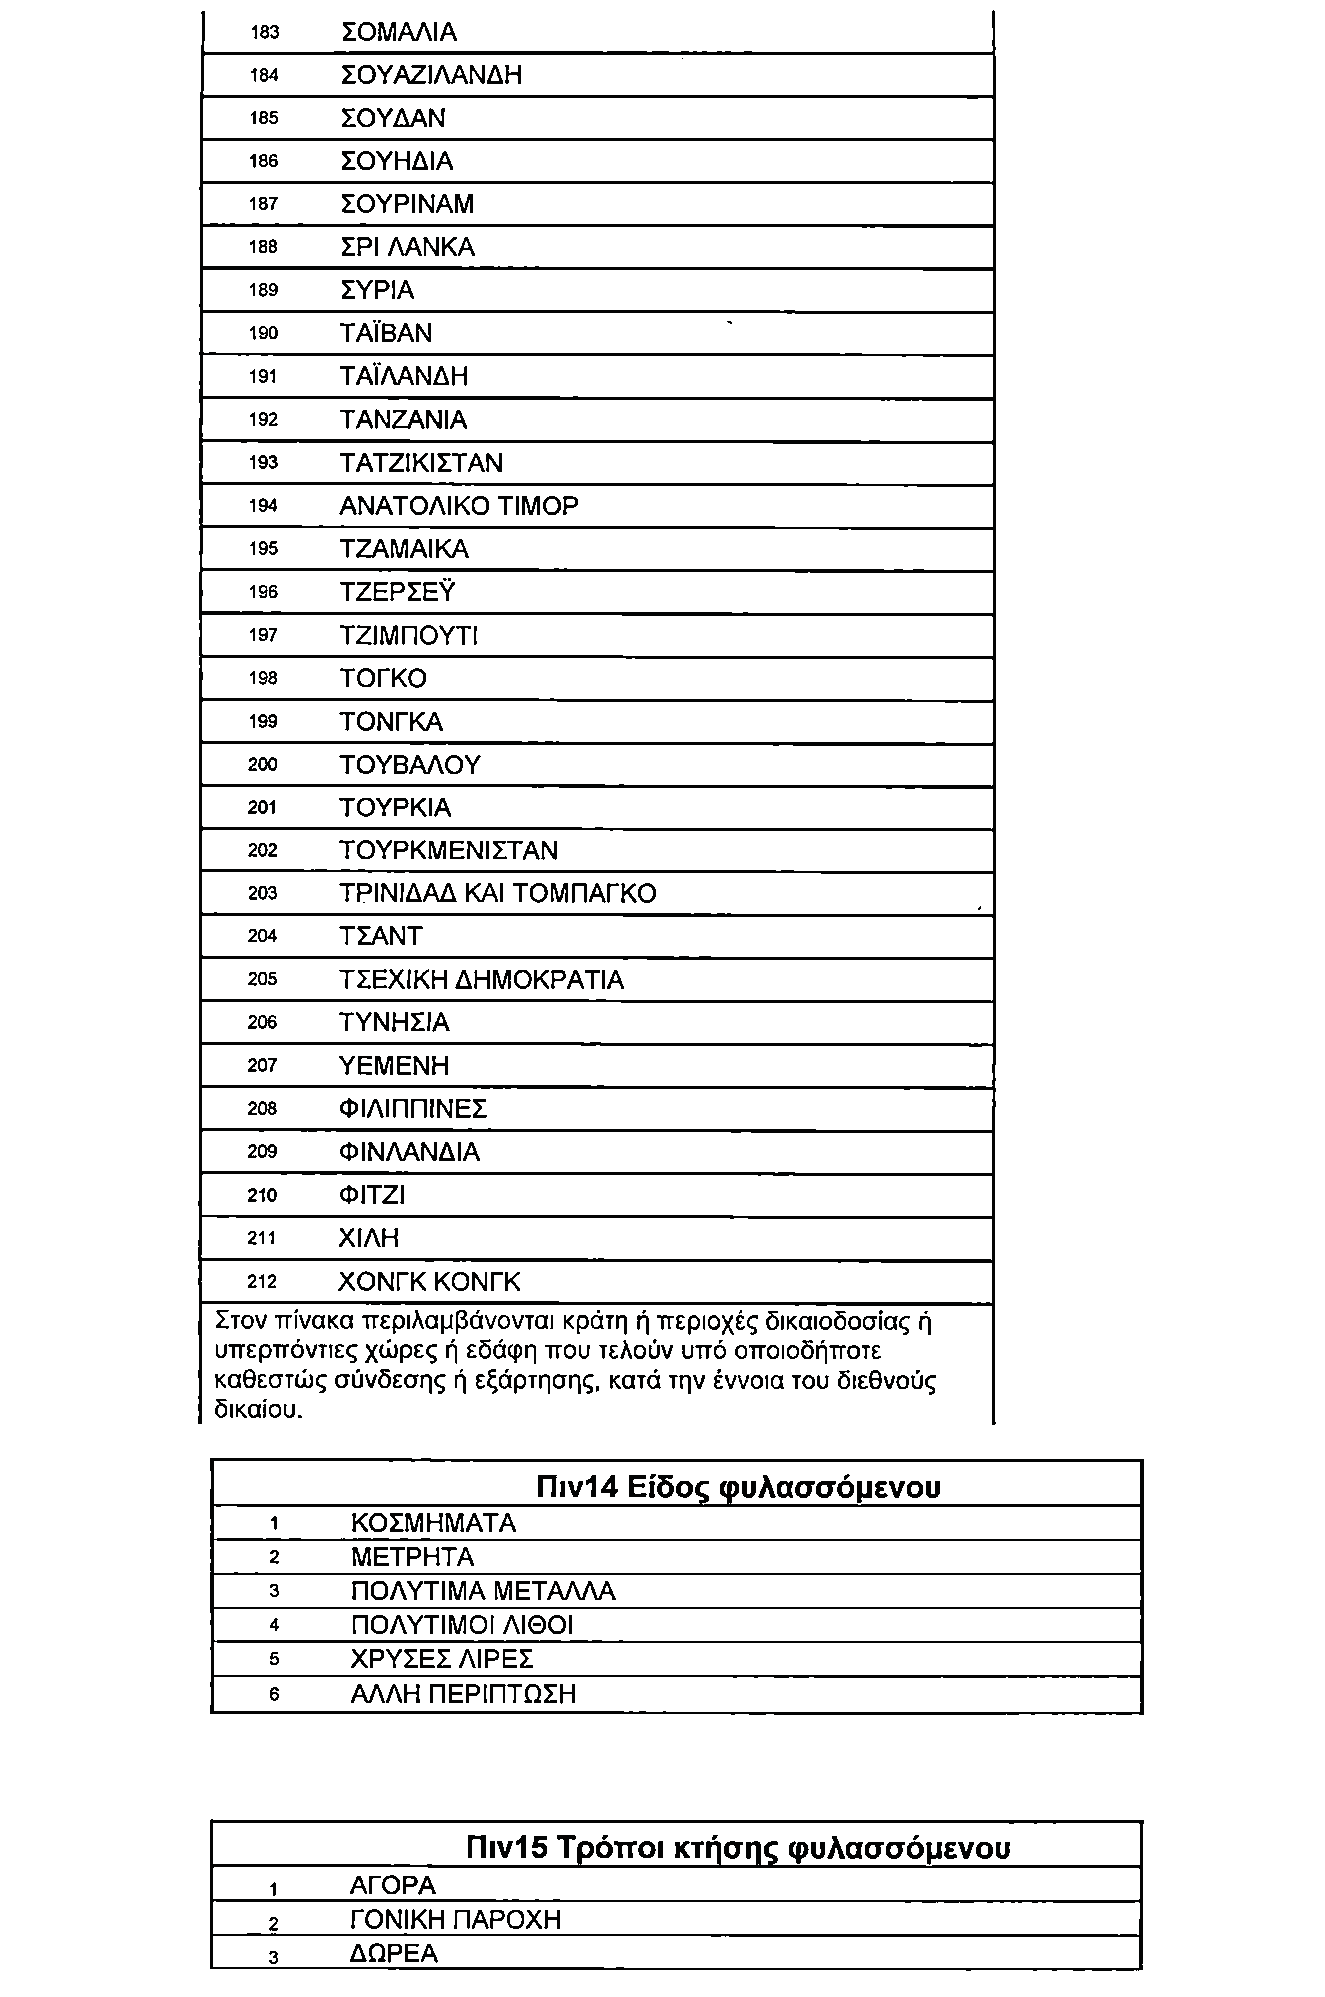 183 ΣΟΜΑΛΙΑ
184 ΣΟΥΑΖΙΛΑΝΔΗ
185 ΣΟΥΔΑΝ
186 ΣΟΥΗΔΙΑ
187 ΣΟΥΡΙΝΑΜ
188 ΣΡΙ ΛΑΝΚΑ
189 ΣΥΡΙΑ
190 ΤΑΪΒΑΝ
191 ΤΑΪΛΑΝΔΗ
192 ΤΑΝΖΑΝΙΑ
193 ΤΑΤΖΙΚΙΣΤΑΝ
194 ΑΝΑΤΟΛΙΚΟ ΤΙΜΟΡ
195 ΤΖΑΜΑΙΚΑ
196 ΤΖΕΡΣΕΫ
197 ΤΖΙΜΠΟΥΤΙ
198 ΤΟΓΚΟ
199 ΤΟΝΓΚΑ
200 ΤΟΥΒΑΛΟΥ
201 ΤΟΥΡΚΙΑ
202 ΤΟΥΡΚΜΕΝΙΣΤΑΝ
203 ΤΡΙΝΙΔΑΔ ΚΑΙ ΤΟΜΠΑΓΚΟ
204 ΤΣΑΝΤ
205 ΤΣΕΧΙΚΗ ΔΗΜΟΚΡΑΤΙΑ
206 ΤΥΝΗΣΙΑ
207 ΥΕΜΕΝΗ
208 ΦΙΛΙΠΠΙΝΕΣ
209 ΦΙΝΛΑΝΔΙΑ
210 ΦΙΤΖΙ
211 ΧΙΛΗ
212 ΧΟΝΓΚ ΚΟΝΓΚ
Στον πίνακα περιλαμβάνονται κράτη ή περιοχές δικαιοδοσίας ή
υπερπόντιες χώρες ή εδάφη που τελούν υπό οποιοδήποτε
καθεστώς σύνδεσης ή εξάρτησης, κατά την έννοια του διεθνούς
δικαίου.
Πιν14 Είδος φυλασσόμενου
1 ΚΟΣΜΗΜΑΤΑ
2 ΜΕΤΡΗΤΑ
3 ΠΟΛΥΤΙΜΑ ΜΕΤΑΛΛΑ
4 ΠΟΛΥΤΙΜΟΙ ΛΙΘΟΙ
5 ΧΡΥΣΕΣ ΛΙΡΕΣ
6 ΑΛΛΗ ΠΕΡΙΠΤΩΣΗ
Πιν15 Τρόποι κτήσης φυλασσόμενου
1 ΑΓΟΡΑ
2 ΓΟΝΙΚΗ ΠΑΡΟΧΗ
3 ΔΩΡΕΑ